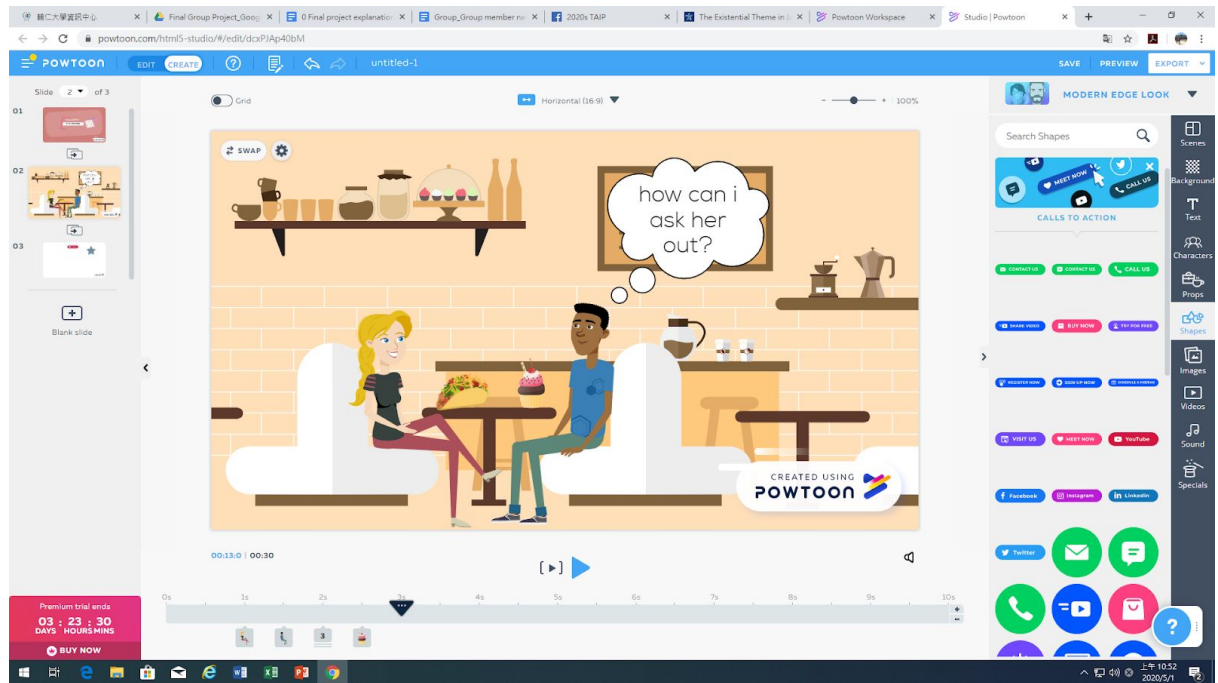 輔仁大學資訊中心
Final Group Project_Goog
0 Final project explanation
Group_Group member na
2020s TAIP
The Existential Theme in J
Powtoon Workspace
Studio | Powtoon
powtoon.com/html5-studio/#/edit/dcxPJAp40bM
POWTOON
EDIT
CREATE
untitled-1
SAVE
PREVIEW
EXPORT
Slide 2 of 3
01
02
03
Blank slide
Grid
Horizontal (16:9)
- + 100%
SWAP
how can i
ask her
out?
CREATED USING
POWTOON
00:13:0 | 00:30
0s 1s 2s 3s 4s 5s 6s 7s 8s 9s 10s
3
Premium trial ends
03 : 23 : 30
DAYS HOURS MINS
BUY NOW
MODERN EDGE LOOK
Search Shapes
MEET NOW
CALL US
CALLS TO ACTION
CONTACT US
CONTACT US
CALL US
SHARE VIDEO
BUY NOW
TRY FOR FREE
REGISTER NOW
SIGN UP NOW
VISIT US
MEET NOW
YouTube
Facebook
Instagram
LinkedIn
Twitter
Scenes
Background
Text
Characters
Props
Shapes
Images
Videos
Sound
Specials
上午 10:52
2020/5/1